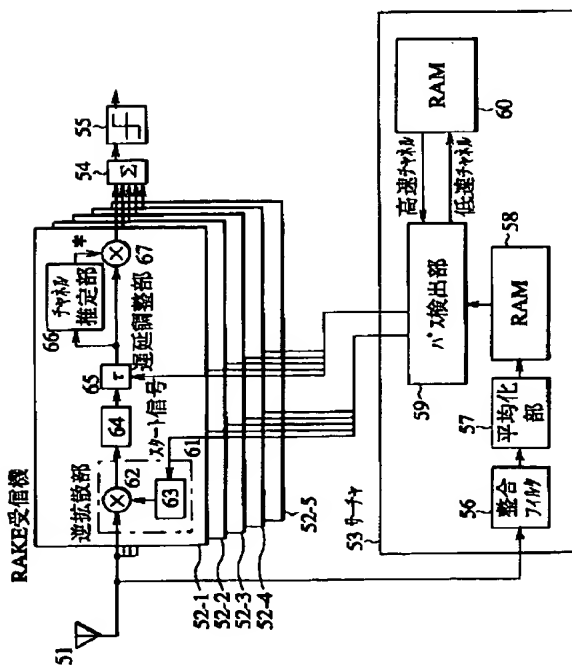 RAKE受信機
51
逆拡散部
62
63
61
スタート信号
64
65
τ
遅延調整部
66
チャネル
推定部
*
67
54
Σ
55
52-1
52-2
52-3
52-4
52-5
53 サーチャ
56
整合
フィルタ
57
平均化
部
58
RAM
59
パス検出部
高速チャネル
低速チャネル
RAM
60